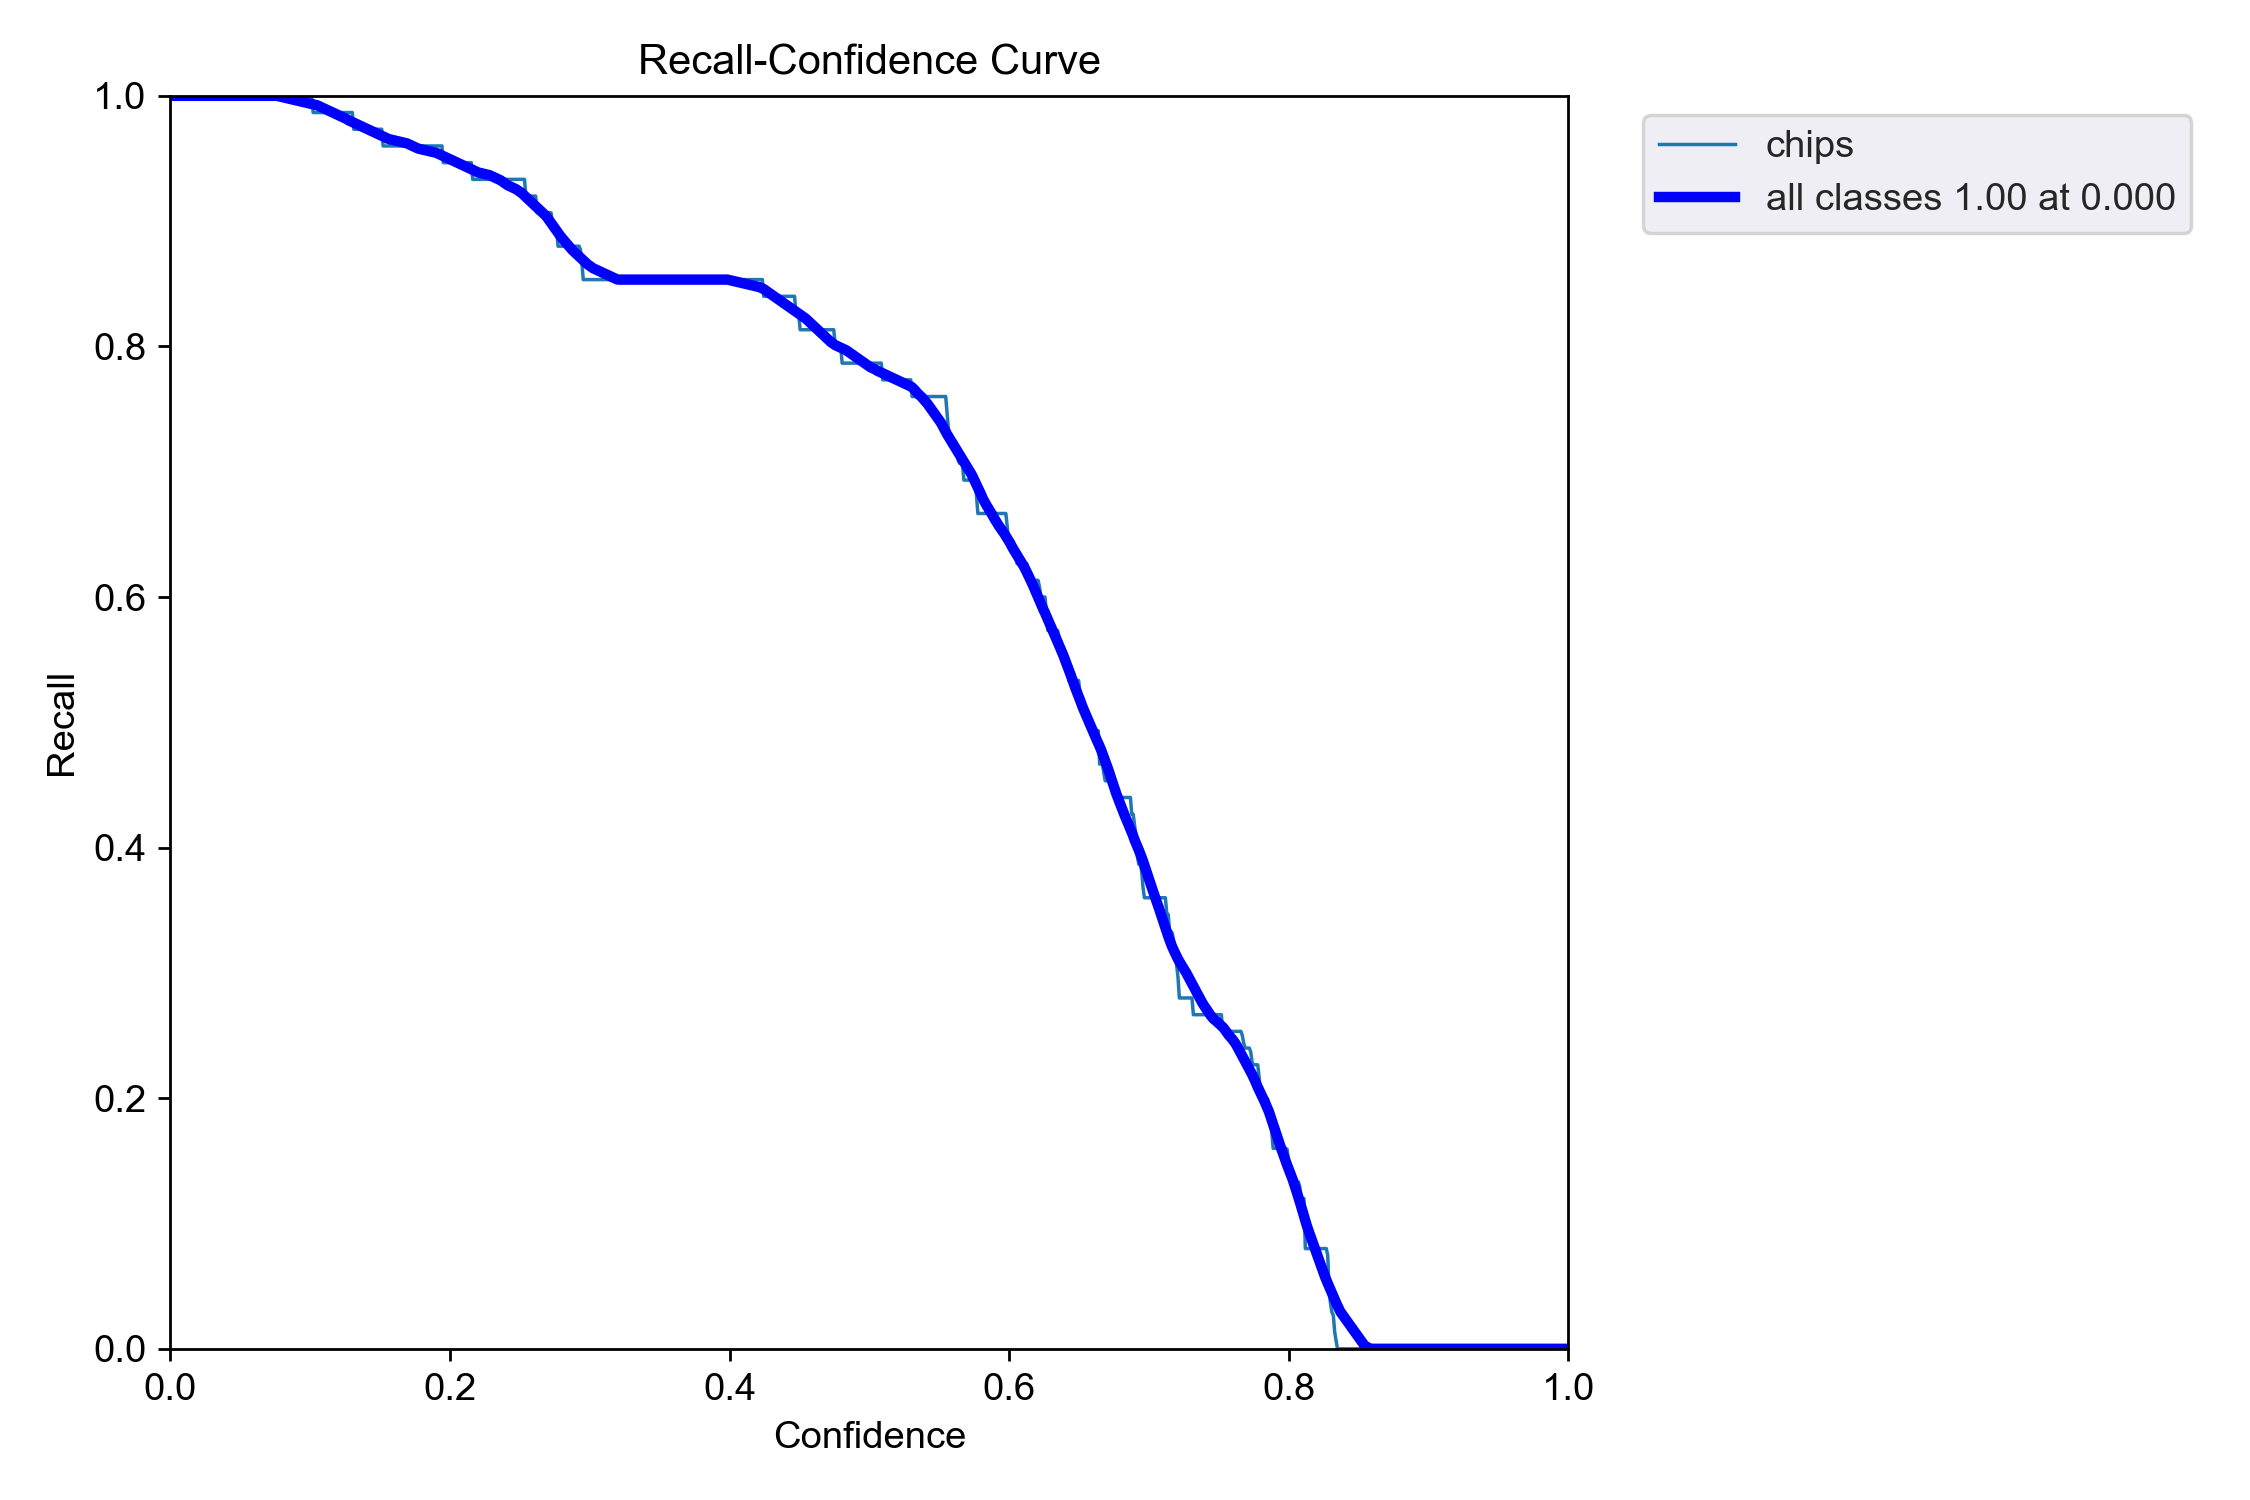 Recall-Confidence Curve
1.0
0.8
0.6
0.4
0.2
0.0
Recall
0.0 0.2 0.4 0.6 0.8 1.0
Confidence
chips
all classes 1.00 at 0.000